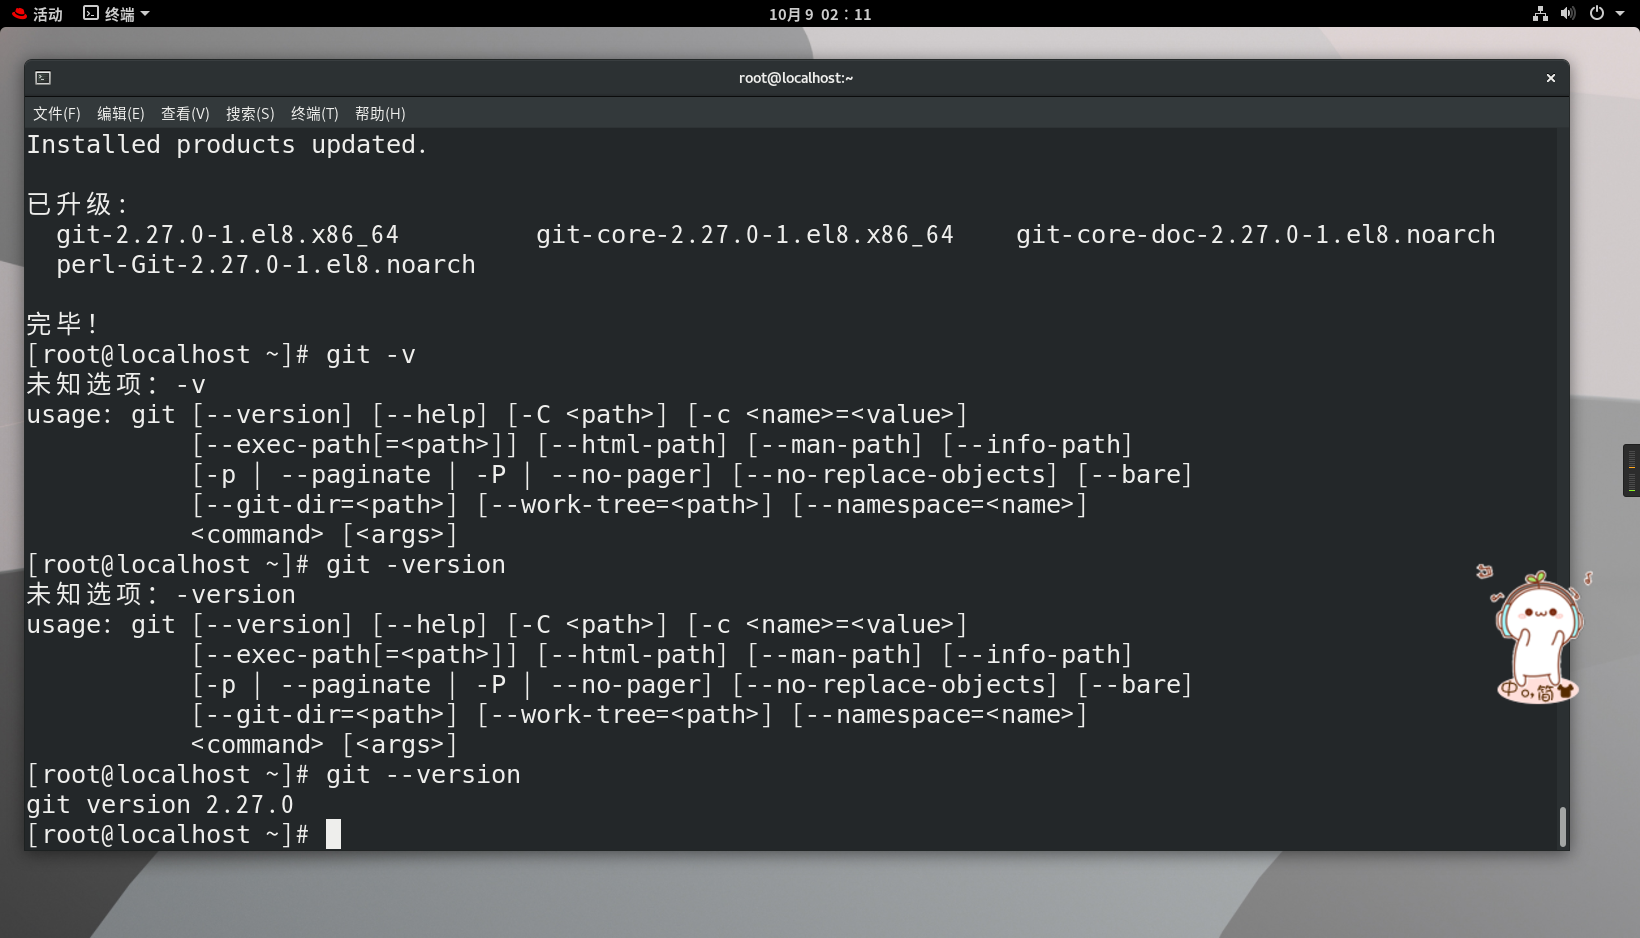 活动 终端 10月 9 02：11
root@localhost:~
文件(F) 编辑(E) 查看(V) 搜索(S) 终端(T) 帮助(H)
Installed products updated.
已升级:
git-2.27.0-1.el8.x86_64 git-core-2.27.0-1.el8.x86_64 git-core-doc-2.27.0-1.el8.noarch
perl-Git-2.27.0-1.el8.noarch
完毕!
[root@localhost ~]# git -v
未知选项: -v
usage: git [--version] [--help] [-C <path>] [-c <name>=<value>]
[--exec-path[=<path>]] [--html-path] [--man-path] [--info-path]
[-p | --paginate | -P | --no-pager] [--no-replace-objects] [--bare]
[--git-dir=<path>] [--work-tree=<path>] [--namespace=<name>]
<command> [<args>]
[root@localhost ~]# git -version
未知选项: -version
usage: git [--version] [--help] [-C <path>] [-c <name>=<value>]
[--exec-path[=<path>]] [--html-path] [--man-path] [--info-path]
[-p | --paginate | -P | --no-pager] [--no-replace-objects] [--bare]
[--git-dir=<path>] [--work-tree=<path>] [--namespace=<name>]
<command> [<args>]
[root@localhost ~]# git --version
git version 2.27.0
[root@localhost ~]#
中 o, 简